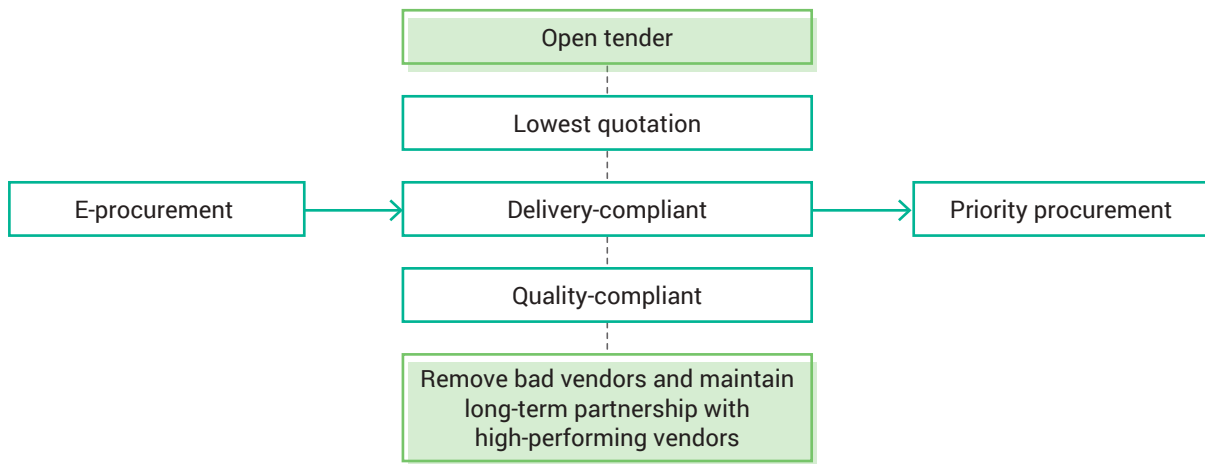 Open tender
Lowest quotation
E-procurement
Delivery-compliant
Priority procurement
Quality-compliant
Remove bad vendors and maintain
long-term partnership with
high-performing vendors